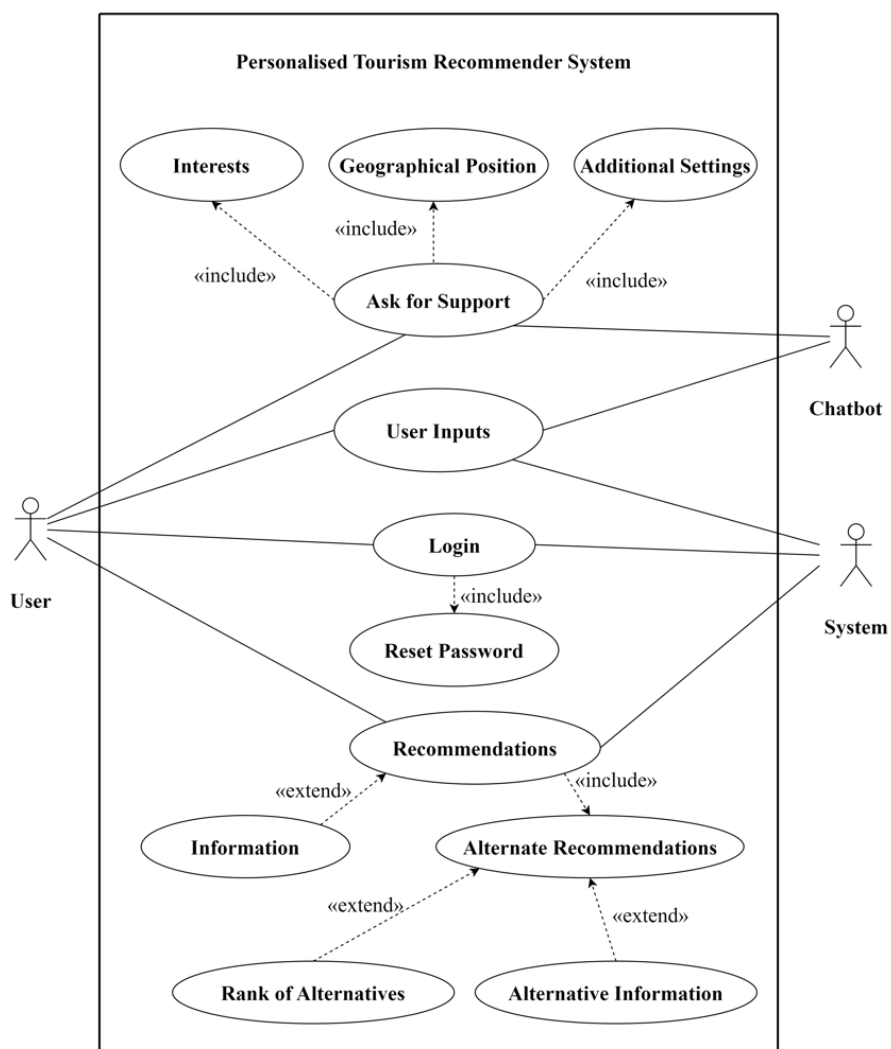 Personalised Tourism Recommender System
Interests
Geographical Position
Additional Settings
«include»
«include»
«include»
Ask for Support
Chatbot
User Inputs
Login
User
«include»
System
Reset Password
Recommendations
«extend»
«include»
Information
Alternate Recommendations
«extend»
«extend»
Rank of Alternatives
Alternative Information